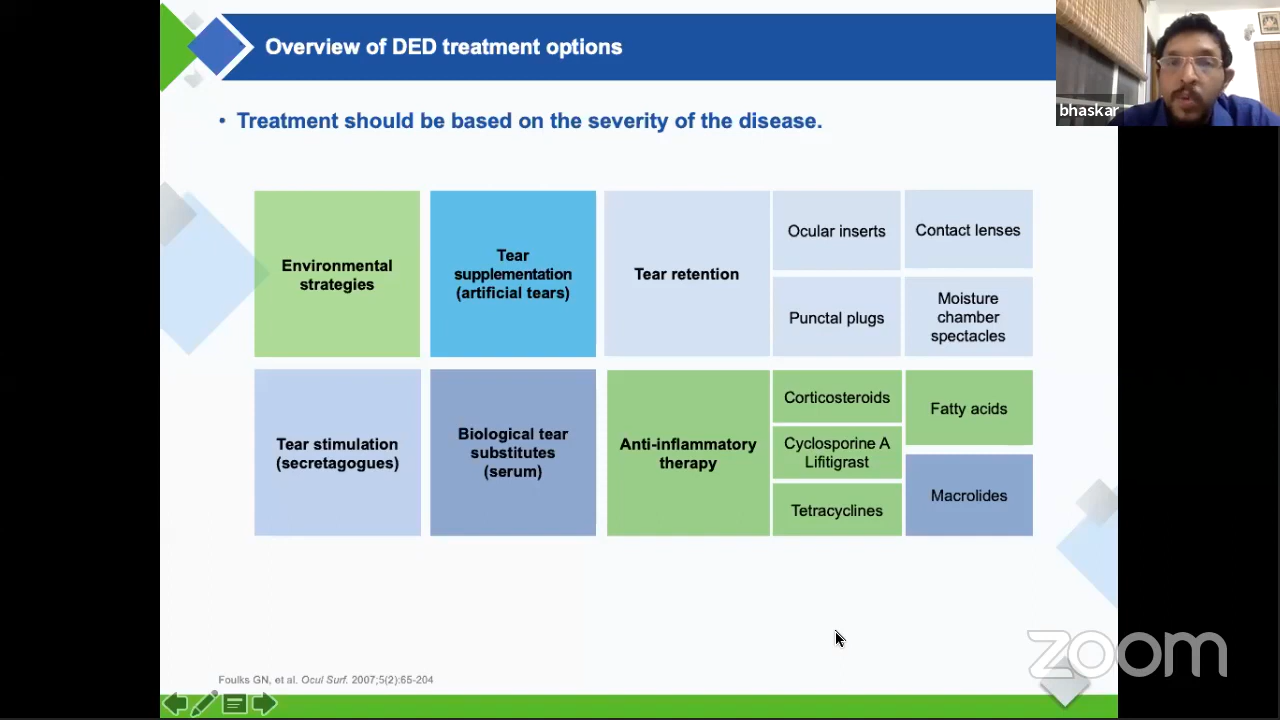 Overview of DED treatment options
bhaskar
• Treatment should be based on the severity of the disease.
Environmental
strategies
Tear
supplementation
(artificial tears)
Tear retention
Ocular inserts
Contact lenses
Punctal plugs
Moisture
chamber
spectacles
Tear stimulation
(secretagogues)
Biological tear
substitutes
(serum)
Anti-inflammatory
therapy
Corticosteroids
Cyclosporine A
Lifitigrast
Tetracyclines
Fatty acids
Macrolides
zoom
Foulks GN, et al. Ocul Surf. 2007;5(2):65-204